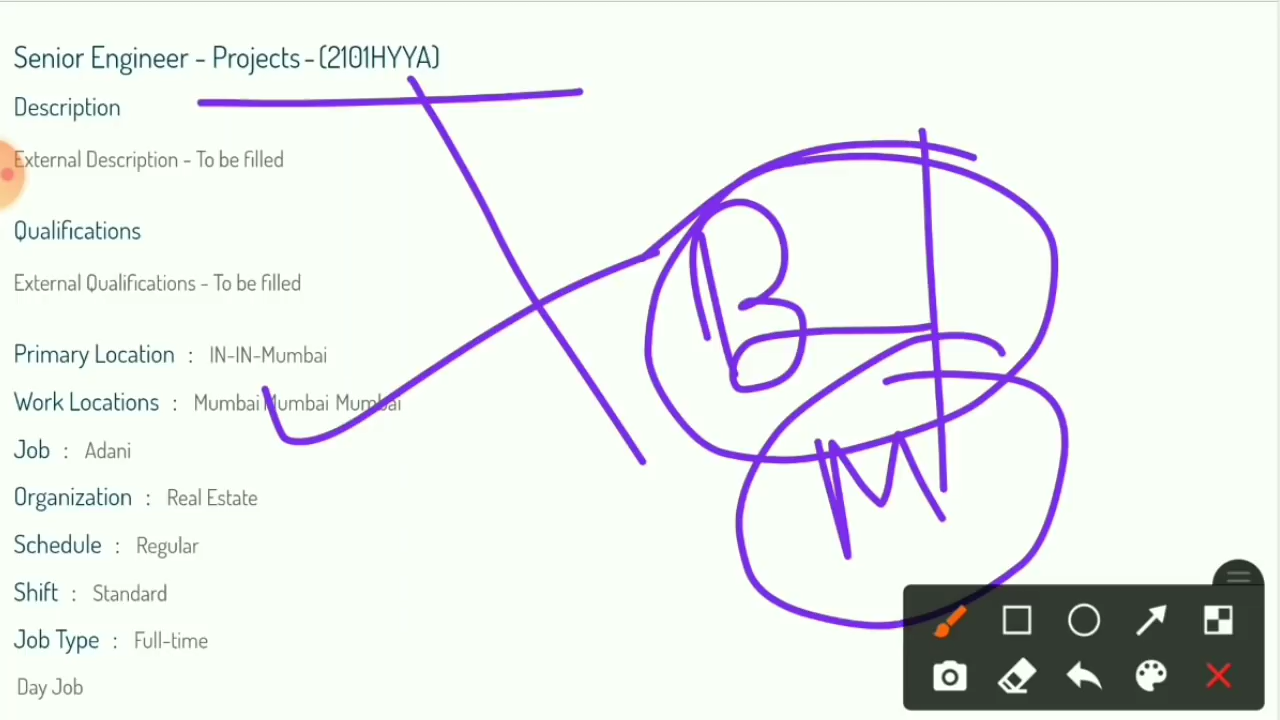 Senior Engineer - Projects - (2101HYYA)
Description
External Description - To be filled
Qualifications
External Qualifications - To be filled
Primary Location : IN-IN-Mumbai
Work Locations : Mumbai Mumbai Mumbai
Job : Adani
Organization : Real Estate
Schedule : Regular
Shift : Standard
Job Type : Full-time
Day Job
B
M